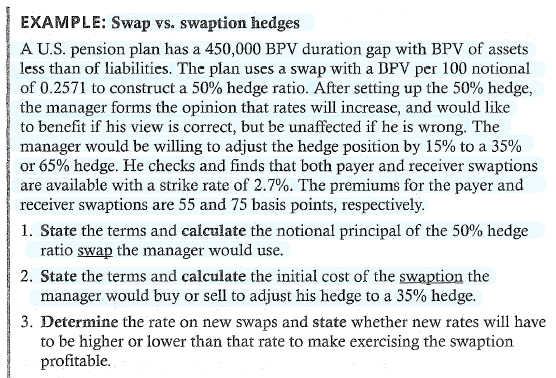 EXAMPLE: Swap vs. swaption hedges
A U.S. pension plan has a 450,000 BPV duration gap with BPV of assets
less than of liabilities. The plan uses a swap with a BPV per 100 notional
of 0.2571 to construct a 50% hedge ratio. After setting up the 50% hedge,
the manager forms the opinion that rates will increase, and would like
to benefit if his view is correct, but be unaffected if he is wrong. The
manager would be willing to adjust the hedge position by 15% to a 35%
or 65% hedge. He checks and finds that both payer and receiver swaptions
are available with a strike rate of 2.7%. The premiums for the payer and
receiver swaptions are 55 and 75 basis points, respectively.
1. State the terms and calculate the notional principal of the 50% hedge
ratio swap the manager would use.
2. State the terms and calculate the initial cost of the swaption the
manager would buy or sell to adjust his hedge to a 35% hedge.
3. Determine the rate on new swaps and state whether new rates will have
to be higher or lower than that rate to make exercising the swaption
profitable.